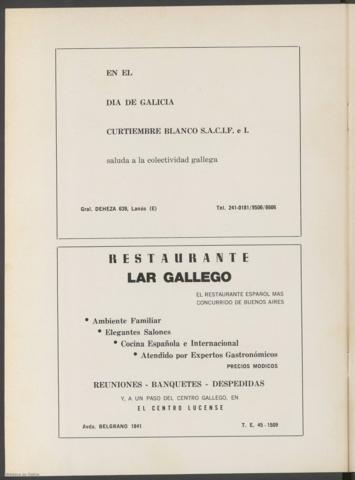 EN EL
DIA DE GALICIA
CURTIEMBRE BLANCO S.A.C.I.F. e I.
saluda a la colectividad gallega
Gral. DEHEZA 639, Lanús (E) Tel. 241-0181/9506/6606
RESTAURANTE
LAR GALLEGO
EL RESTAURANTE ESPAÑOL MAS
CONCURRIDO DE BUENOS AIRES
* Ambiente Familiar
* Elegantes Salones
* Cocina Española e Internacional
* Atendido por Expertos Gastronómicos
PRECIOS MODICOS
REUNIONES - BANQUETES - DESPEDIDAS
Y, A UN PASO DEL CENTRO GALLEGO, EN
EL CENTRO LUCENSE
Avda. BELGRANO 1841 T. E. 45 - 1509